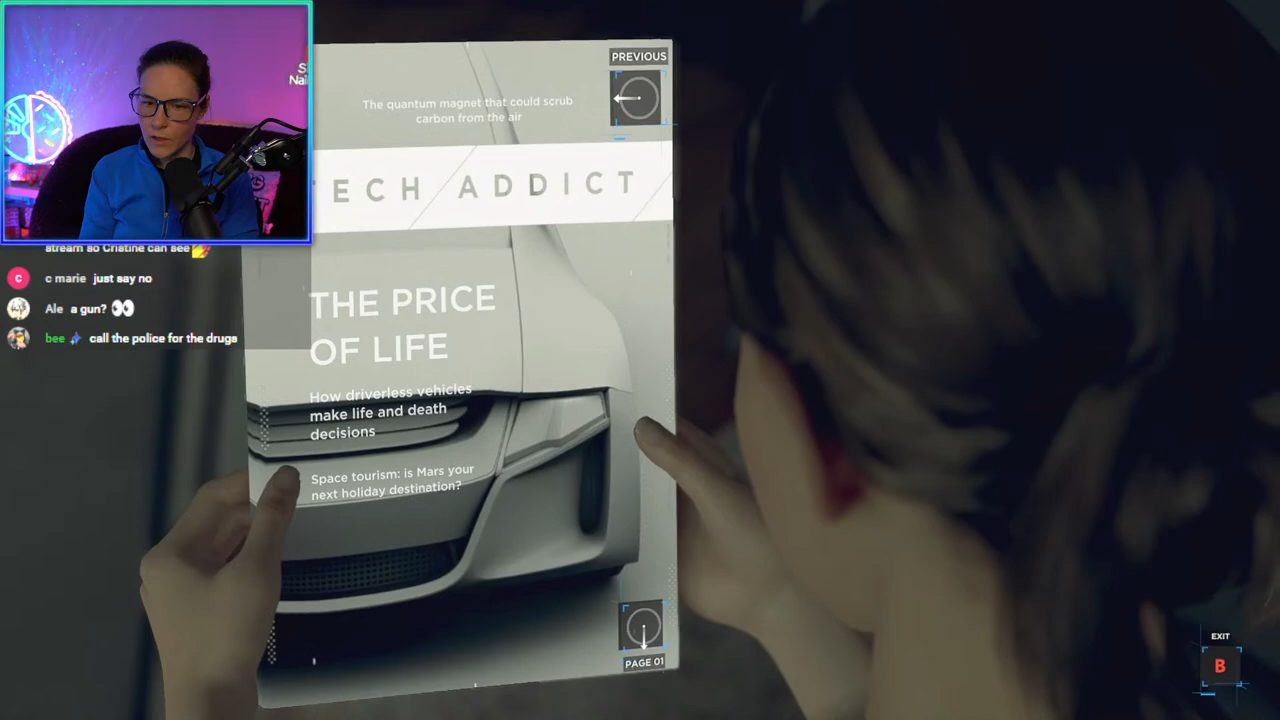 PREVIOUS
The quantum magnet that could scrub
carbon from the air
TECH ADDICT
THE PRICE
OF LIFE
How driverless vehicles
make life and death
decisions
Space tourism: is Mars your
next holiday destination?
PAGE 01
EXIT
B
stream so Cristine can see
C
c marie just say no
Ale a gun?
bee call the police for the drugs